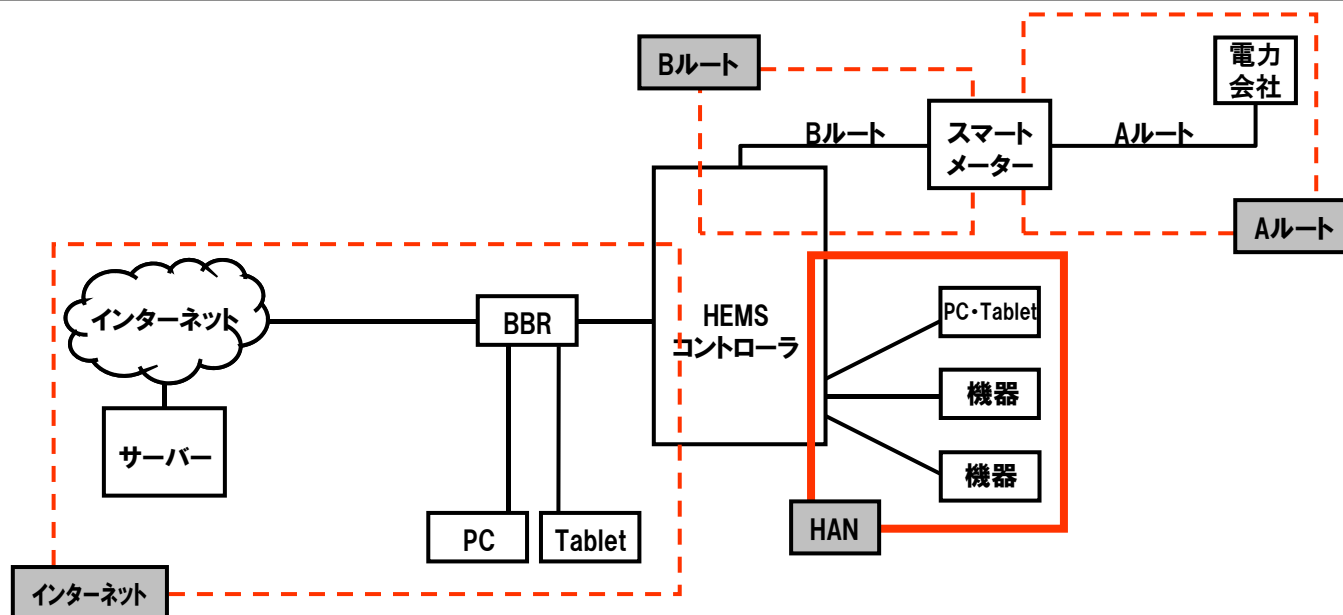 電力
会社
Bルート
Bルート
スマート
メーター
Aルート
Aルート
インターネット
BBR
HEMS
コントローラ
PC・Tablet
機器
サーバー
機器
PC
Tablet
HAN
インターネット